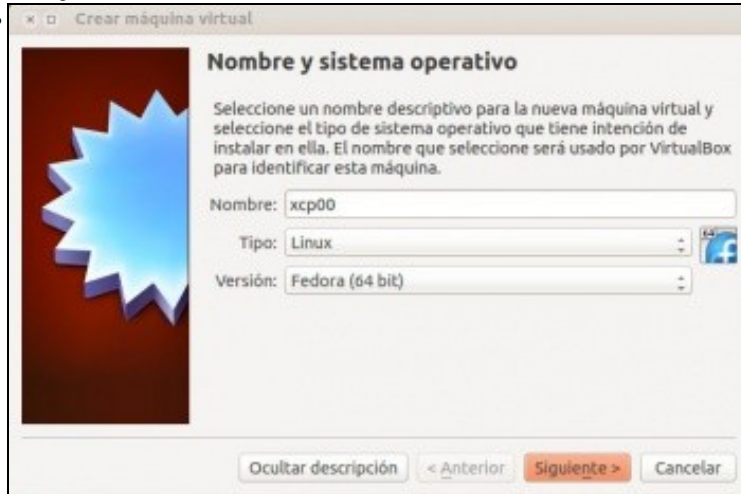 Crear máquina virtual
Nombre y sistema operativo
Seleccione un nombre descriptivo para la nueva máquina virtual y
seleccione el tipo de sistema operativo que tiene intención de
instalar en ella. El nombre que seleccione será usado por VirtualBox
para identificar esta máquina.
Nombre: xcp00
Tipo: Linux
64
Versión: Fedora (64 bit)
Ocultar descripción < Anterior Siguiente > Cancelar